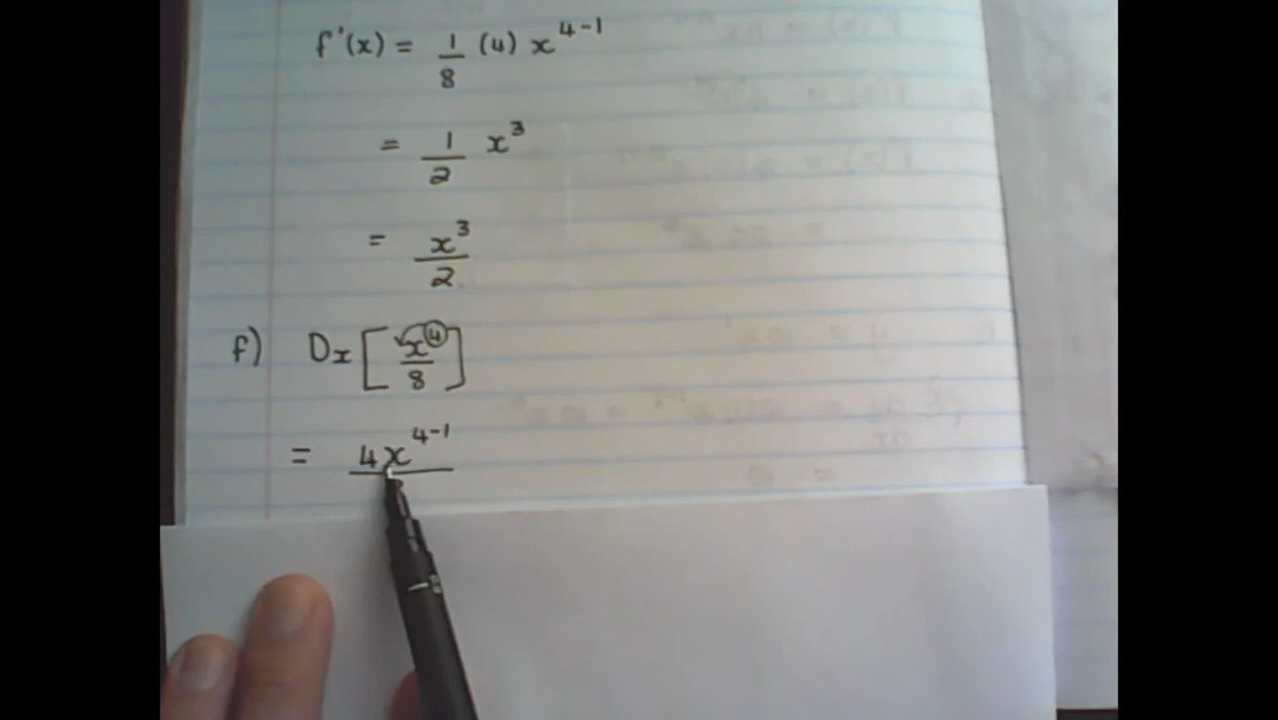 f'(x) = 1/8 (4) x^4-1
= 1/2 x^3
= x^3/2
f) Dx [x^4/8]
= 4x^4-1